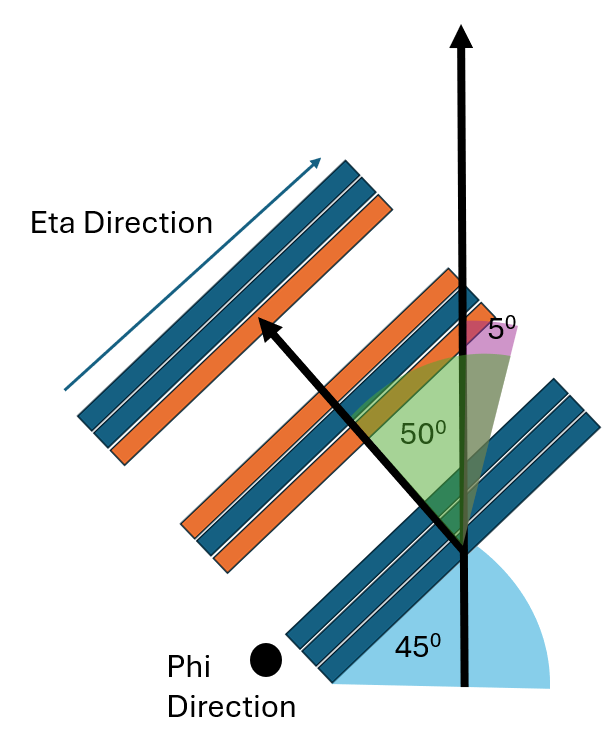 Eta Direction
5⁰
50⁰
45⁰
Phi
Direction